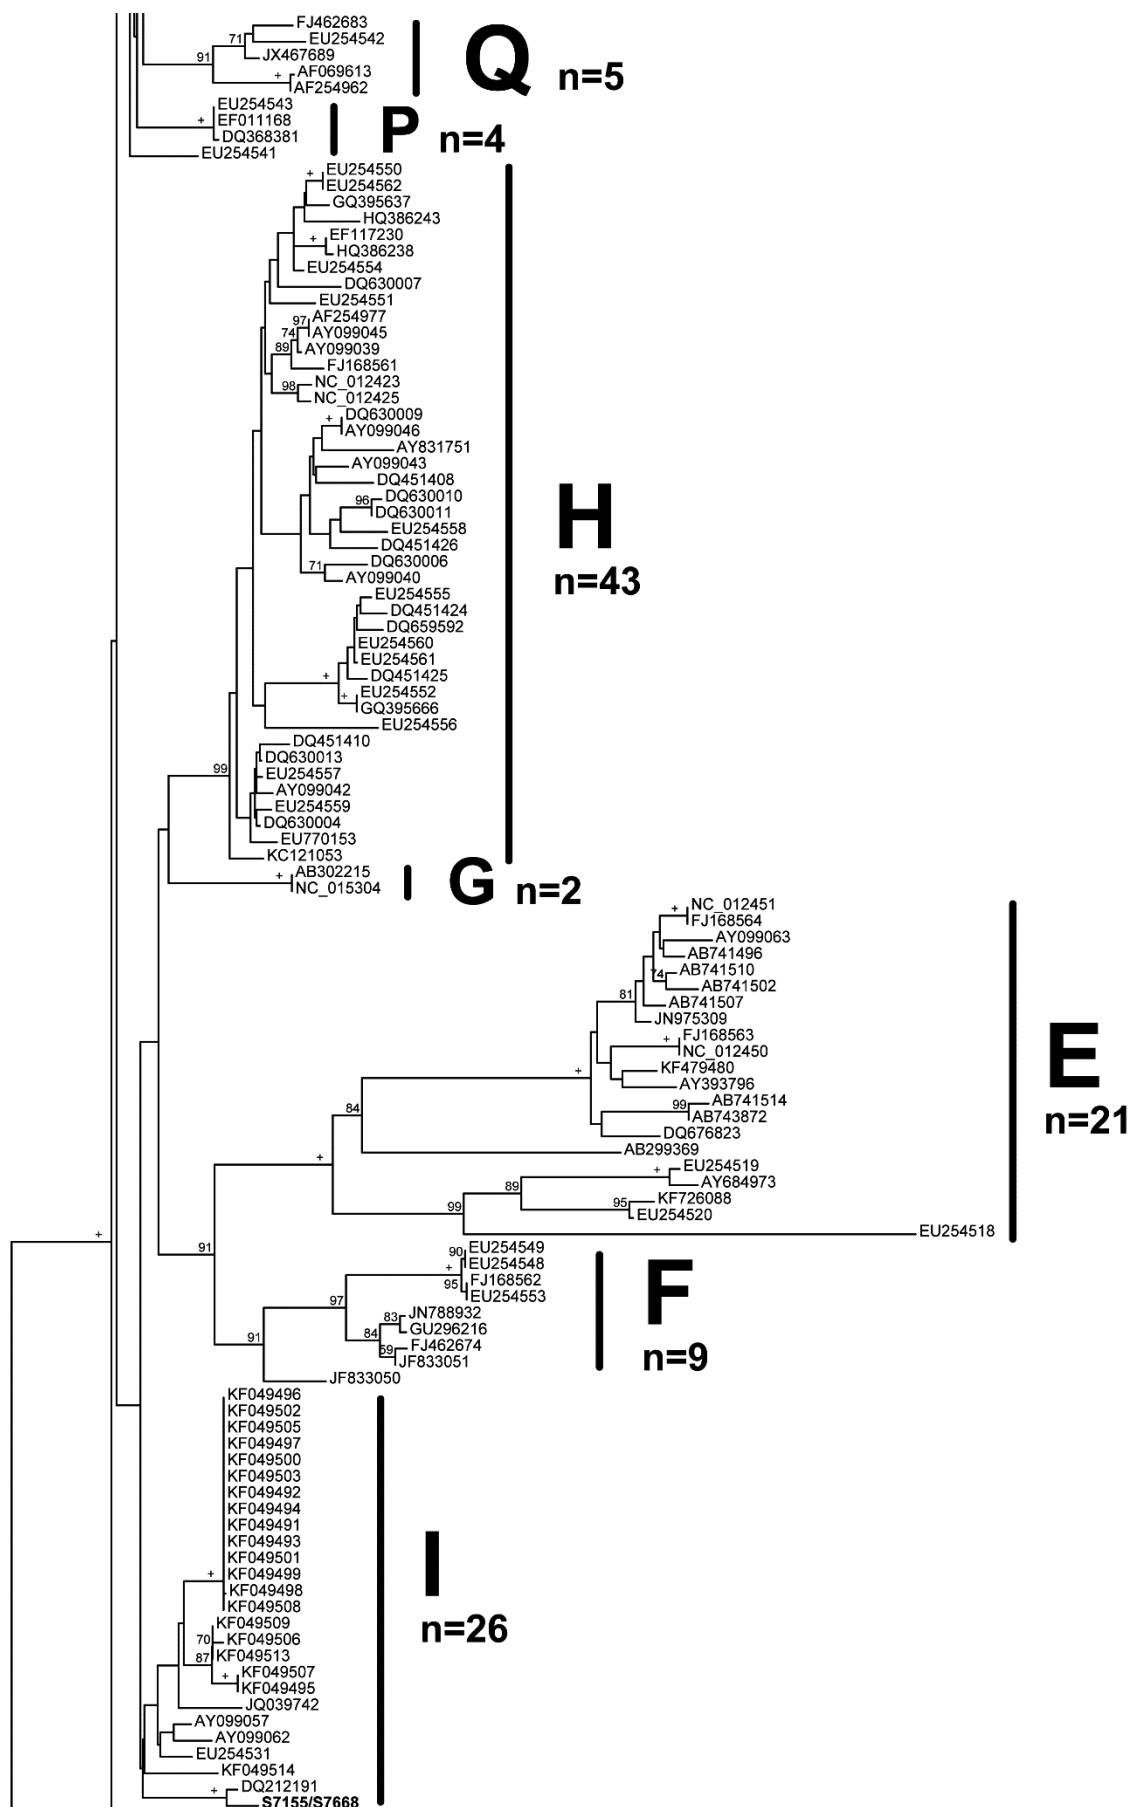 FJ462683
71
EU254542
JX467689
91
AF069613
+
AF254962
Q
n=5
EU254543
EF011168
+
DQ368381
P
n=4
EU254541
EU254550
+
EU254562
GQ395637
HQ386243
EF117230
+
HQ386238
EU254554
DQ630007
EU254551
AF254977
97
AY099045
74
AY099039
89
FJ168561
NC_012423
98
NC_012425
DQ630009
+
AY099046
AY831751
AY099043
DQ451408
DQ630010
96
DQ630011
EU254558
DQ451426
DQ630006
71
AY099040
H
n=43
EU254555
DQ451424
DQ659592
EU254560
EU254561
DQ451425
+
EU254552
+
GQ395666
EU254556
DQ451410
DQ630013
EU254557
99
AY099042
EU254559
DQ630004
EU770153
KC121053
AB302215
+
NC_015304
G
n=2
NC_012451
+
FJ168564
AY099063
AB741496
AB741510
74
AB741502
81
AB741507
JN975309
FJ168563
+
NC_012450
KF479480
+
AY393796
AB741514
99
AB743872
84
DQ676823
AB299369
E
n=21
EU254519
+
+
AY684973
89
KF726088
95
EU254520
99
EU254518
+
91
EU254549
90
EU254548
+
FJ168562
95
EU254553
97
JN788932
83
GU296216
84
FJ462674
59
JF833051
91
JF833050
F
n=9
KF049496
KF049502
KF049505
KF049497
KF049500
KF049503
KF049492
KF049494
KF049491
KF049493
KF049501
KF049499
+
KF049498
KF049508
I
n=26
KF049509
70
KF049506
87
KF049513
KF049507
+
KF049495
JQ039742
AY099057
AY099062
EU254531
KF049514
DQ212191
+
S7155/S7668